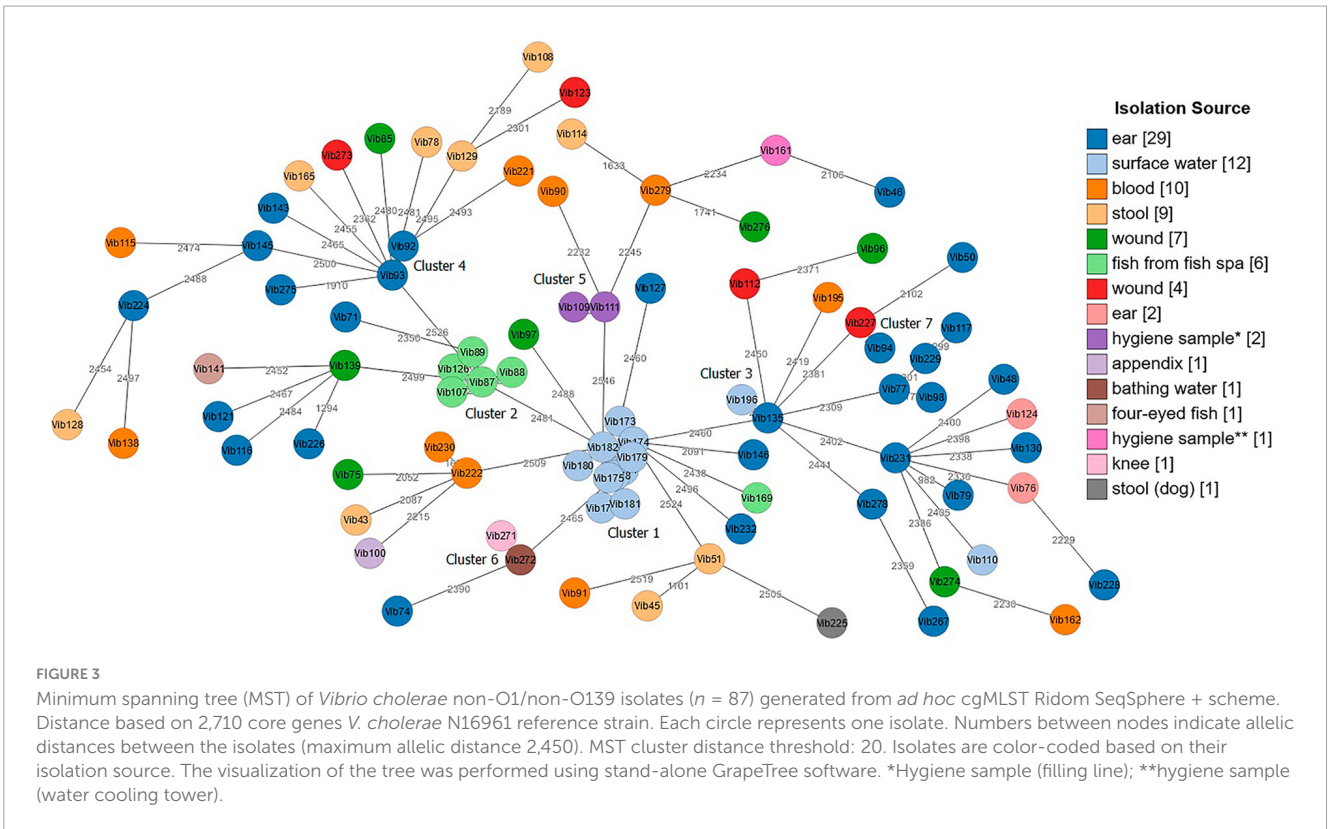 Vib108
Vib123
2189
2301
Vib85
Vib78
Vib129
Vib114
Vib273
Vib161
1633
2234
Vib165
Vib221
Vib90
Vib279
2106
Vib46
Vib143
2362
2480
2481
2495
2493
2455
1741
Vib276
Vib115
2474
Vib145
2465
Vib92
2232
2245
Vib96
2500
Vib93
Cluster 4
Cluster 5
Vib127
Vib112
2371
Vib50
2488
1910
Vib275
Vib109
Vib111
Vib195
2102
Vib224
Vib71
2526
Vib97
Vib227
Cluster 7
Vib117
2350
Vib89
2460
2450
2419
Vib94
Vib229
2454
2497
Vib141
2452
Vib139
2499
Vib126
Vib88
2546
Cluster 3
2381
Vib48
2467
Vib107
Vib87
2488
Vib196
Vib77
Vib98
2484
1294
Cluster 2
2481
Vib173
Vib135
2309
2400
Vib124
Vib128
Vib121
Vib174
2460
2398
Vib138
Vib116
Vib226
Vib230
Vib182
2091
Vib146
2402
Vib130
Vib179
2338
Vib75
2052
Vib222
2509
Vib180
2438
2441
Vib231
2336
Vib76
Vib175
982
Vib79
2087
2496
Vib169
Vib43
2215
2465
Vib181
2524
Vib278
2405
Vib100
Vib271
Cluster 1
Vib232
2386
Cluster 6
Vib272
Vib51
Vib110
2229
2390
2519
1101
2359
Vib274
Vib228
Vib74
Vib91
Vib45
2505
Vib225
Vib267
2230
Vib162
Isolation Source
ear [29]
surface water [12]
blood [10]
stool [9]
wound [7]
fish from fish spa [6]
wound [4]
ear [2]
hygiene sample* [2]
appendix [1]
bathing water [1]
four-eyed fish [1]
hygiene sample** [1]
knee [1]
stool (dog) [1]
FIGURE 3
Minimum spanning tree (MST) of Vibrio cholerae non-O1/non-O139 isolates (n = 87) generated from ad hoc cgMLST Ridom SeqSphere + scheme.
Distance based on 2,710 core genes V. cholerae N16961 reference strain. Each circle represents one isolate. Numbers between nodes indicate allelic
distances between the isolates (maximum allelic distance 2,450). MST cluster distance threshold: 20. Isolates are color-coded based on their
isolation source. The visualization of the tree was performed using stand-alone GrapeTree software. *Hygiene sample (filling line); **hygiene sample
(water cooling tower).